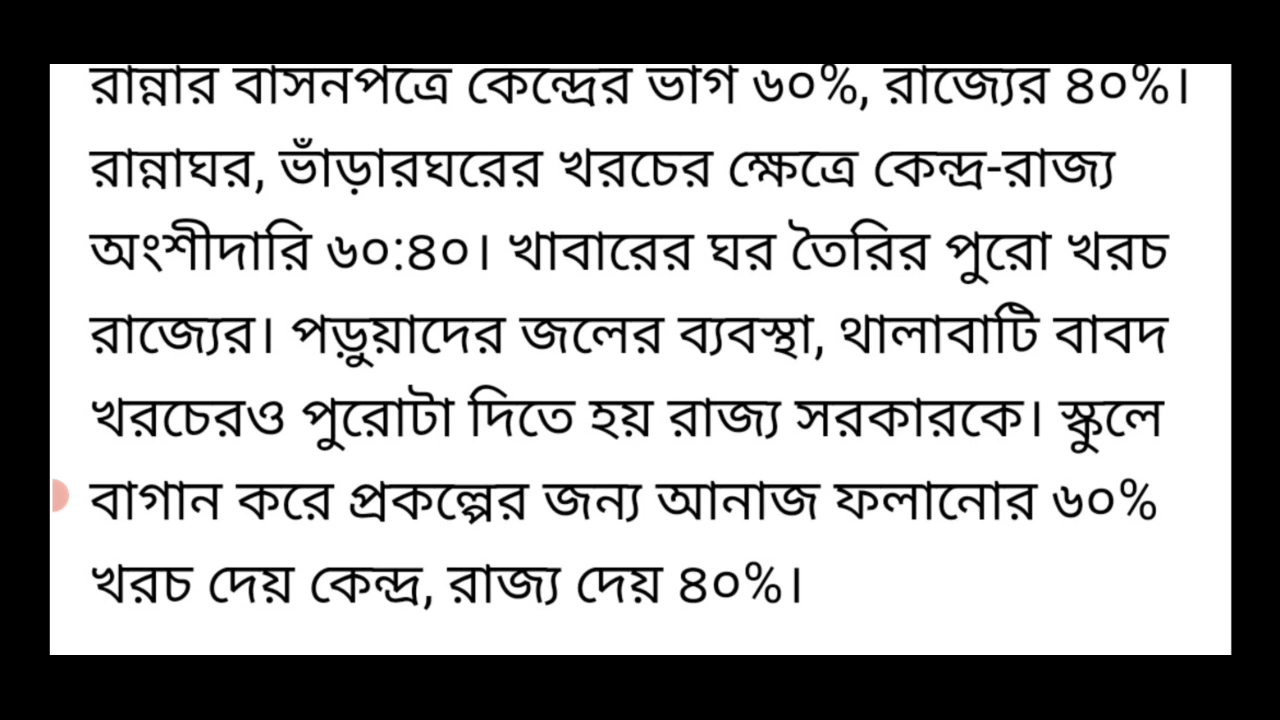 রান্নার বাসনপত্রে কেন্দ্রের ভাগ ৬০%, রাজ্যের ৪০%।
রান্নাঘর, ভাঁড়ারঘরের খরচের ক্ষেত্রে কেন্দ্র-রাজ্য
অংশীদারি ৬০:৪০। খাবারের ঘর তৈরির পুরো খরচ
রাজ্যের। পড়ুয়াদের জলের ব্যবস্থা, থালাবাটি বাবদ
খরচেরও পুরোটা দিতে হয় রাজ্য সরকারকে। স্কুলে
বাগান করে প্রকল্পের জন্য আনাজ ফলানোর ৬০%
খরচ দেয় কেন্দ্র, রাজ্য দেয় ৪০%।